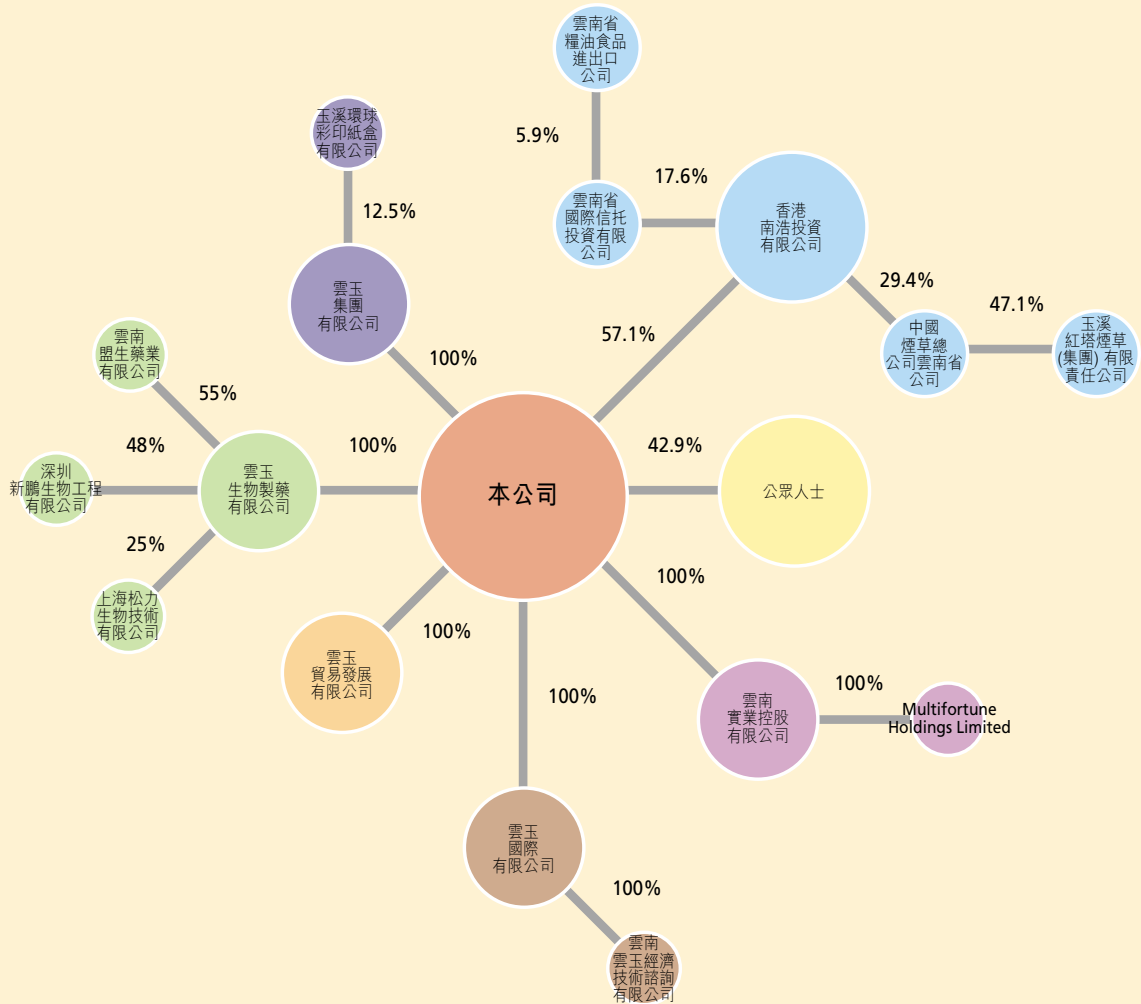 雲南省
糧油食品
進出口
公司
5.9%
雲南省
國際信托
投資有限
公司
17.6%
香港
南浩投資
有限公司
29.4%
中國
煙草總
公司雲南省
公司
47.1%
玉溪
紅塔煙草
(集團) 有限
責任公司
57.1%
玉溪環球
彩印紙盒
有限公司
12.5%
雲玉
集團
有限公司
100%
雲南
盟生藥業
有限公司
55%
深圳
新鵬生物工程
有限公司
48%
上海松力
生物技術
有限公司
25%
雲玉
生物製藥
有限公司
100%
本公司
42.9%
公眾人士
100%
雲玉
貿易發展
有限公司
100%
雲玉
國際
有限公司
100%
雲南
雲玉經濟
技術諮詢
有限公司
100%
雲南
實業控股
有限公司
100%
Multifortune
Holdings Limited